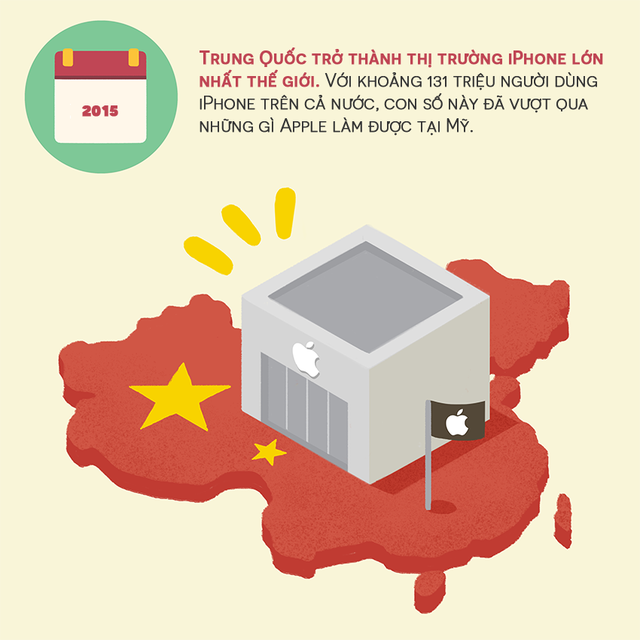 2015
Trung Quốc trở thành thị trường iPhone lớn
nhất thế giới. Với khoảng 131 triệu người dùng
iPhone trên cả nước, con số này đã vượt qua
những gì Apple làm được tại Mỹ.